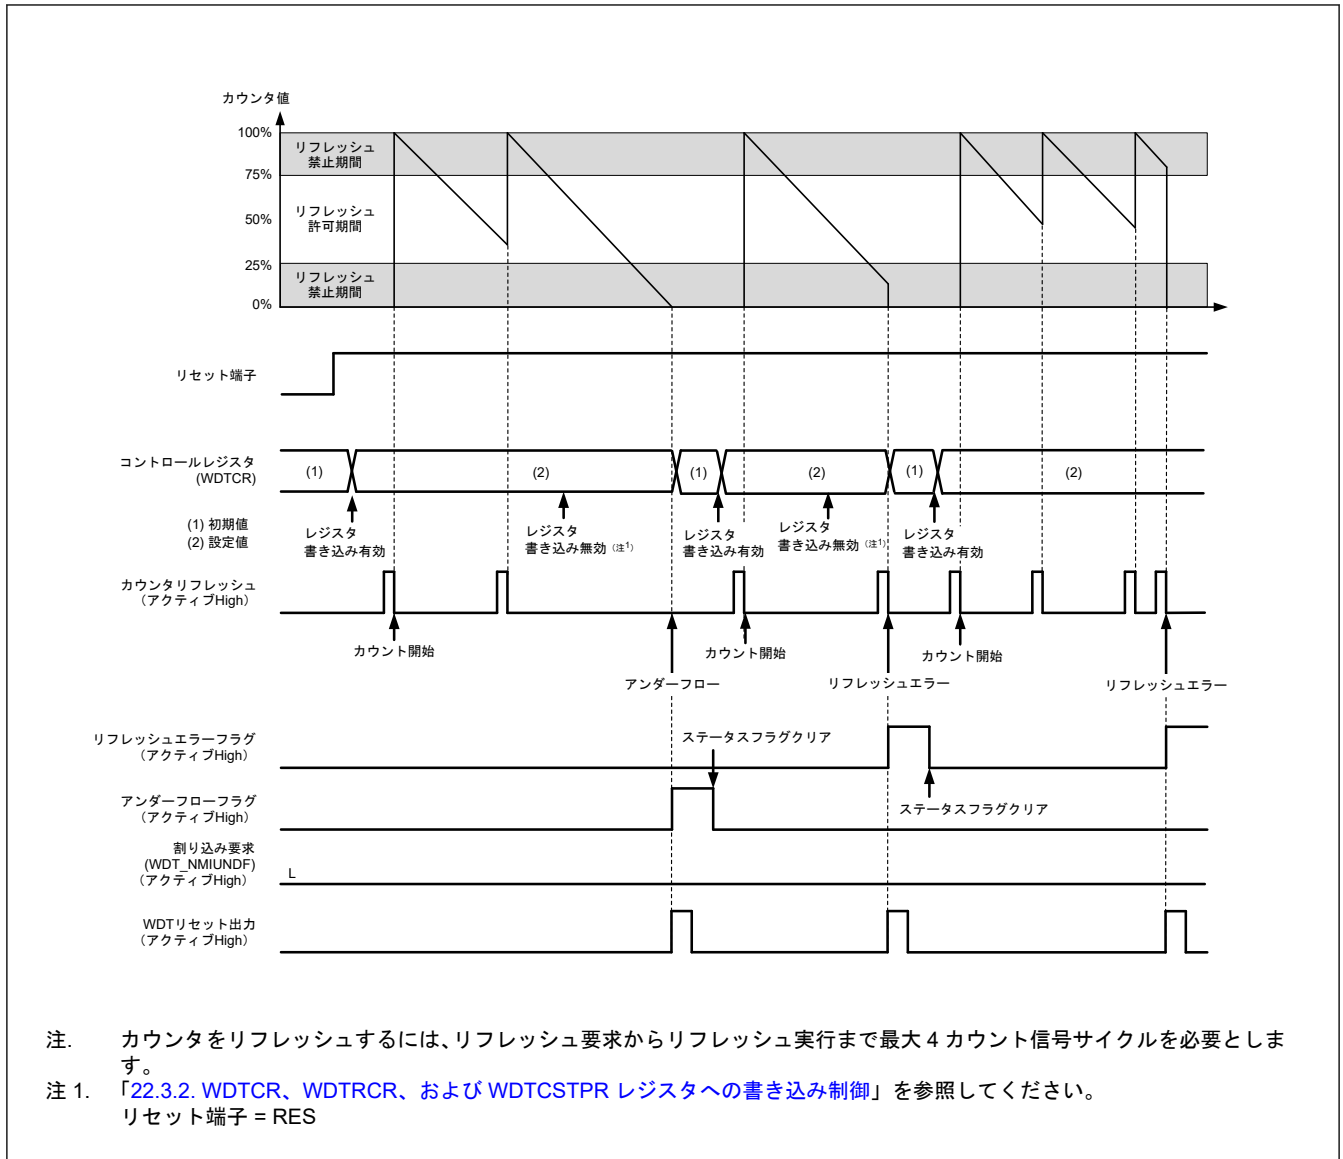 カウンタ値
100%
リフレッシュ
禁止期間
75%
50%
リフレッシュ
許可期間
25%
リフレッシュ
禁止期間
0%
リセット端子
コントロールレジスタ
(WDTCR)
(1)
(2)
(1)
(2)
(1)
(2)
(1) 初期値
(2) 設定値
レジスタ
書き込み有効
レジスタ
書き込み無効（注1）
レジスタ
書き込み有効
レジスタ
書き込み無効（注1）
レジスタ
書き込み有効
カウンタリフレッシュ
（アクティブHigh）
カウント開始
カウント開始
カウント開始
アンダーフロー
リフレッシュエラー
リフレッシュエラー
リフレッシュエラーフラグ
（アクティブHigh）
ステータスフラグクリア
アンダーフローフラグ
（アクティブHigh）
ステータスフラグクリア
割り込み要求
(WDT_NMIUNDF)
（アクティブHigh）
L
WDTリセット出力
（アクティブHigh）
注. カウンタをリフレッシュするには、リフレッシュ要求からリフレッシュ実行まで最大 4 カウント信号サイクルを必要としま
す。
注 1. 「22.3.2. WDTCR、WDTRCR、および WDTCSTPR レジスタへの書き込み制御」を参照してください。
リセット端子 = RES